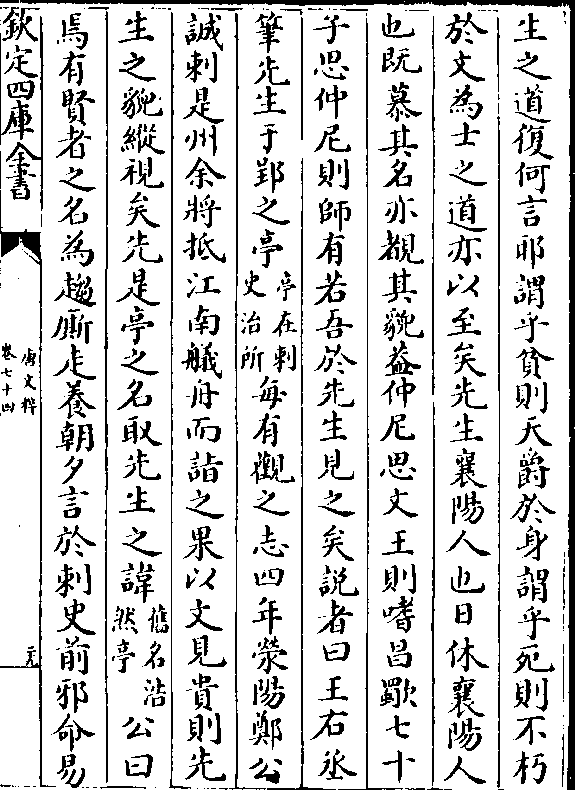 生之道復何言耶謂乎貧則天爵於身謂乎死則不朽
於文為士之道亦以至矣先生襄陽人也日休襄陽人
也既慕其名亦覩其貌葢仲尼思文王則嗜昌歜七十
子思仲尼則師有若吾於先生見之矣説者曰王右丞
筆先生于郢之亭亭在刺史治所每有觀之志四年滎陽鄭公
誠刺是州余將抵江南艤舟而詣之果以文見貴則先
生之貌縱視矣先是亭之名取先生之諱舊名浩然亭公曰
焉有賢者之名為趨厮走養朝夕言於刺史前邪命易
欽定四庫全書
唐文粹
卷七十四